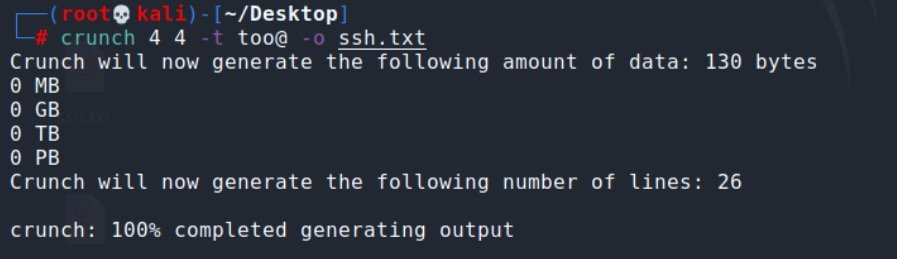 (root💀kali)-[~/Desktop]
# crunch 4 4 -t too@ -o ssh.txt
Crunch will now generate the following amount of data: 130 bytes
0 MB
0 GB
0 TB
0 PB
Crunch will now generate the following number of lines: 26
crunch: 100% completed generating output
ssh.txt